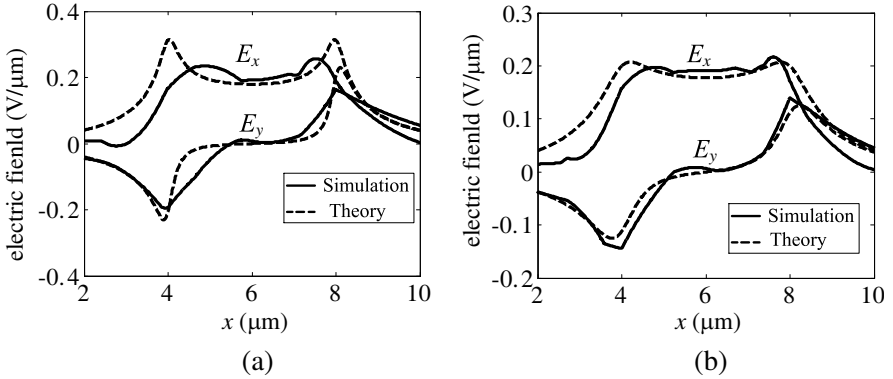 0.4
0.2
0
-0.2
-0.4
electric fienld (V/μm)
E_x
E_y
Simulation
Theory
2 4 6 8 10
x (μm)
(a)
0.3
0.2
0.1
0
-0.1
-0.2
electric fienld (V/μm)
E_x
E_y
Simulation
Theory
2 4 6 8 10
x (μm)
(b)